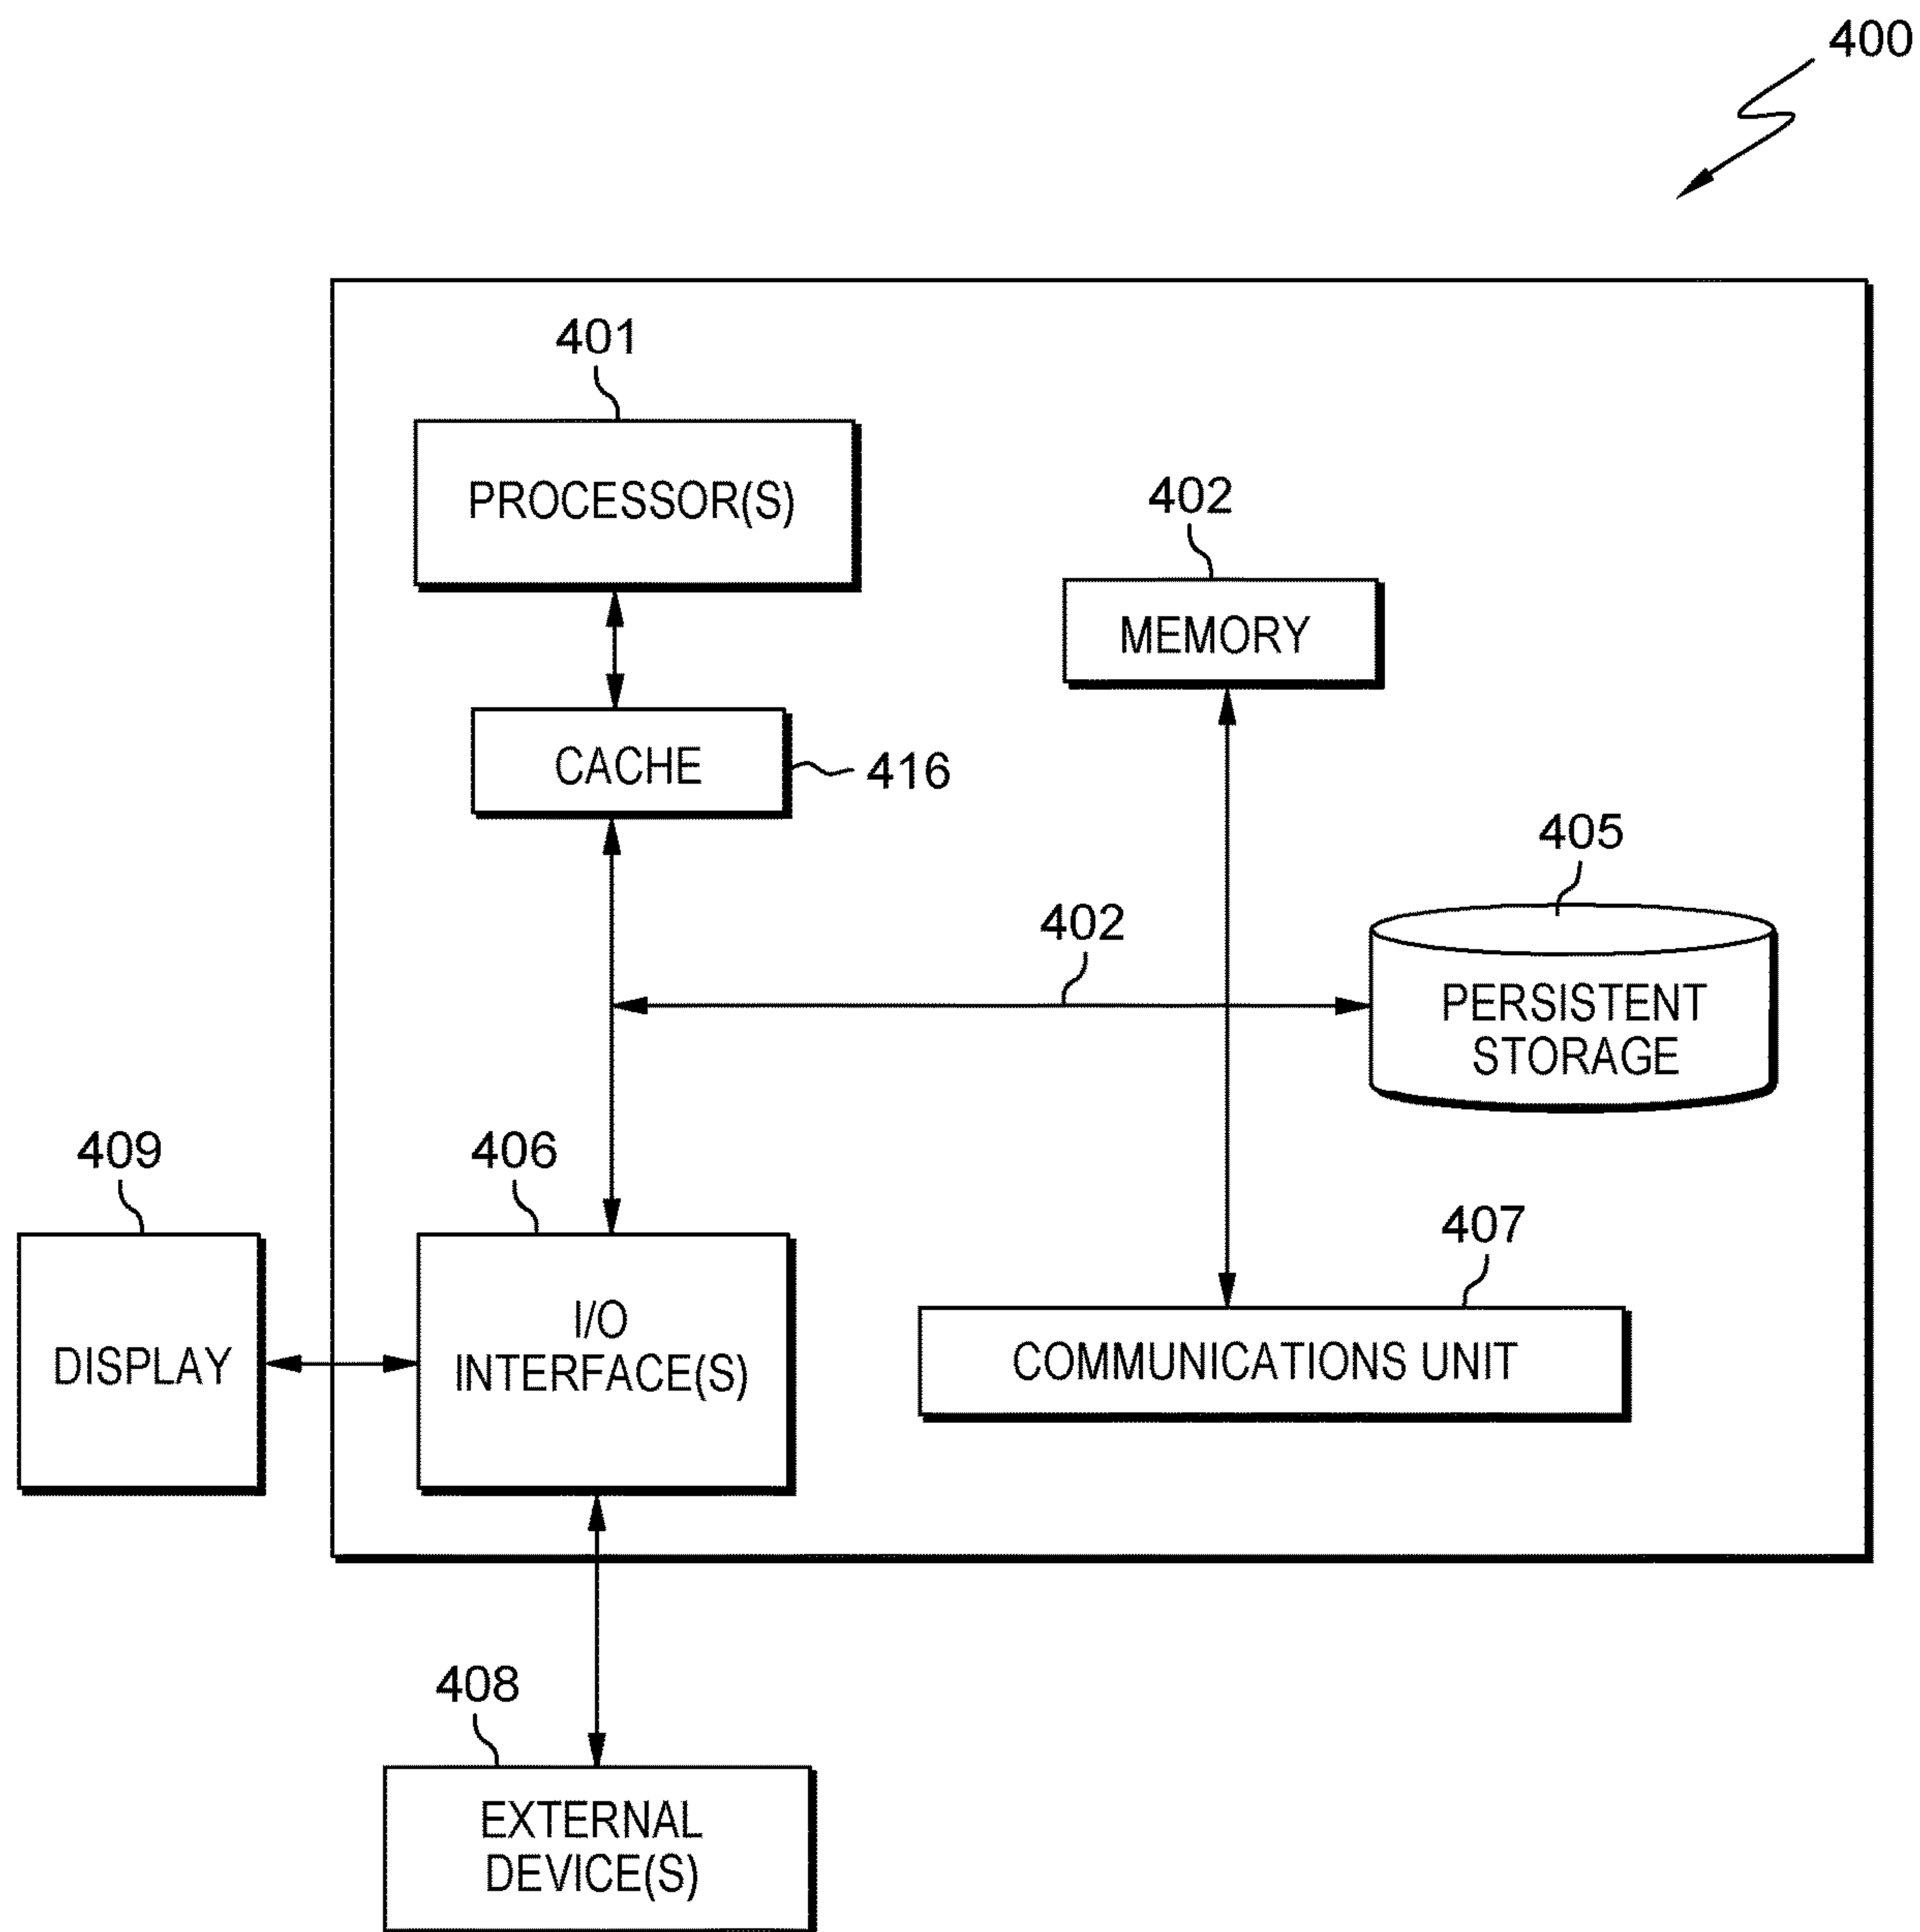 400
401
PROCESSOR(S)
402
MEMORY
CACHE
416
405
402
PERSISTENT
STORAGE
409
406
407
DISPLAY
I/O
INTERFACE(S)
COMMUNICATIONS UNIT
408
EXTERNAL
DEVICE(S)